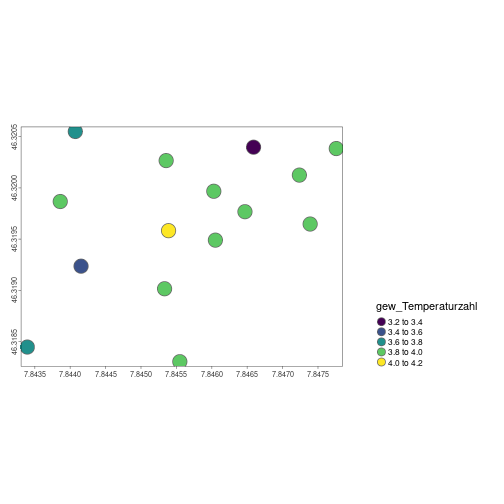 46.3205
46.3200
46.3195
46.3190
46.3185
7.8435 7.8440 7.8445 7.8450 7.8455 7.8460 7.8465 7.8470 7.8475
gew_Temperaturzahl
3.2 to 3.4
3.4 to 3.6
3.6 to 3.8
3.8 to 4.0
4.0 to 4.2